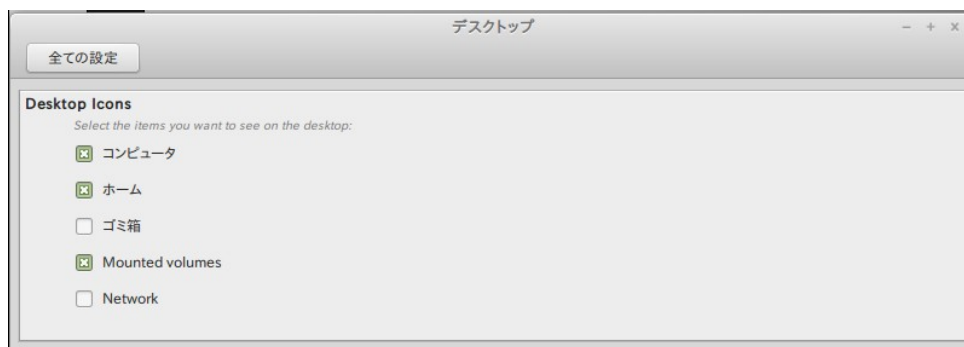 デスクトップ
全ての設定
Desktop Icons
Select the items you want to see on the desktop:
コンピュータ
ホーム
ゴミ箱
Mounted volumes
Network